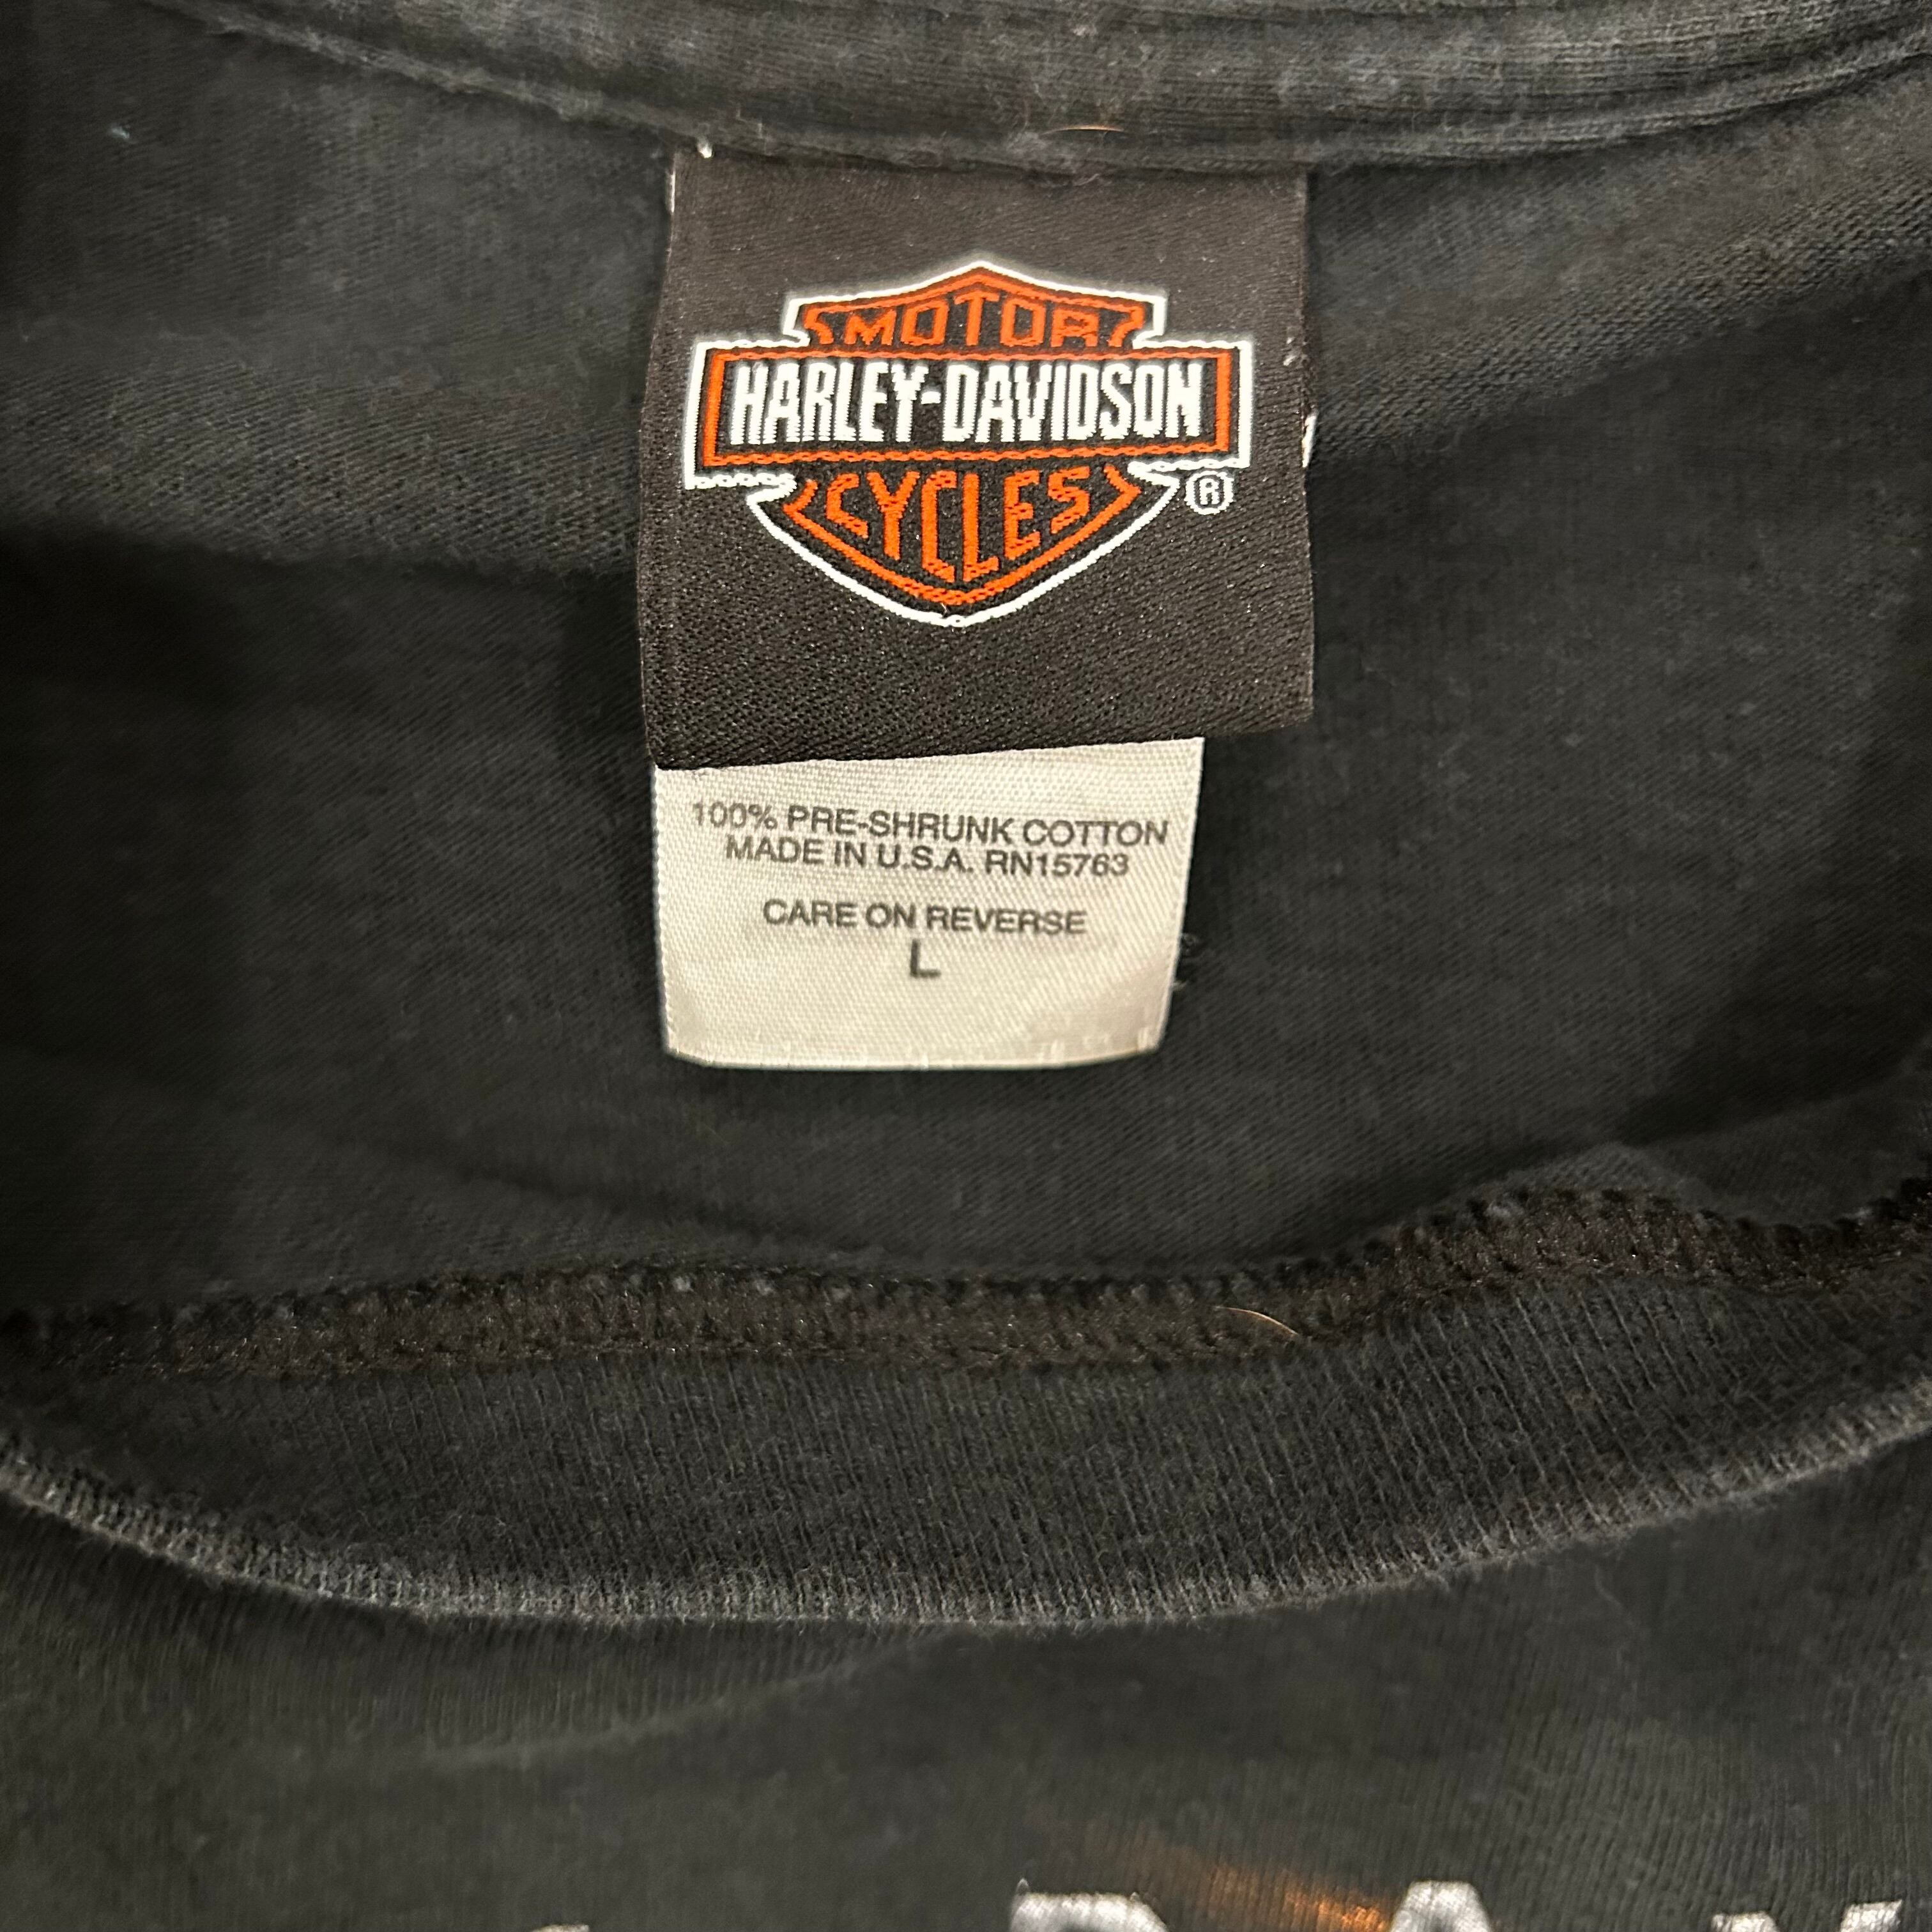 MOTOR
HARLEY-DAVIDSON
CYCLES
®
100% PRE-SHRUNK COTTON
MADE IN U.S.A. RN15763
CARE ON REVERSE
L